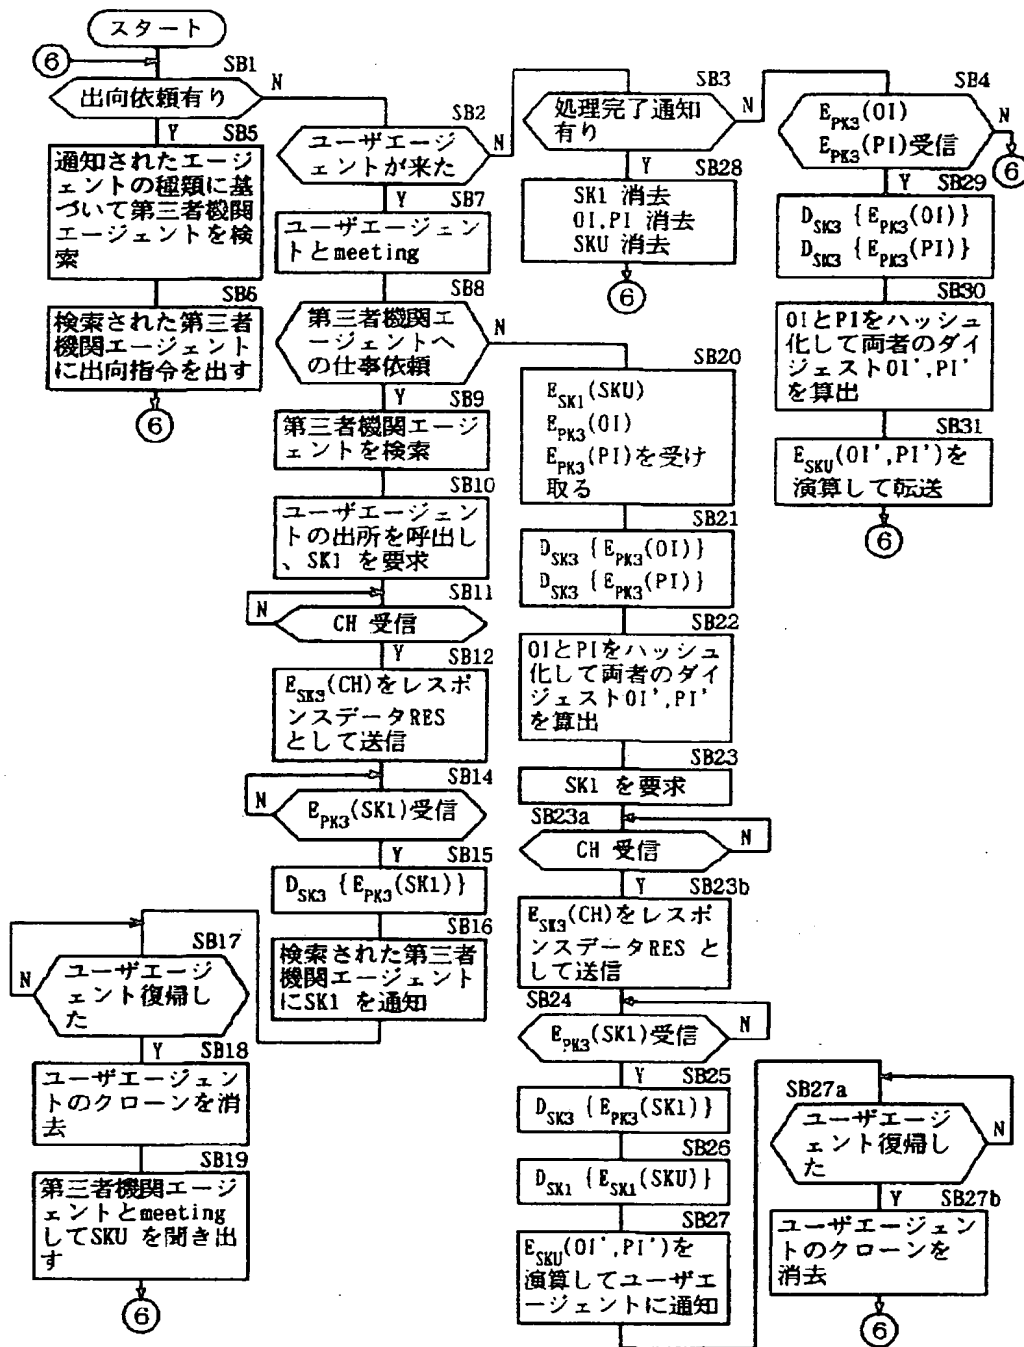 スタート
⑥
SB1
出向依頼有り
N
Y
SB5
通知されたエー
ジェントの種類に基
づいて第三者機関
エージェントを検
索
SB6
検索された第三者
機関エージェント
に出向指令を出す
⑥
SB2
ユーザエージ
ェントが来た
N
Y
SB7
ユーザエージェン
トとmeeting
SB8
第三者機関エ
ージェントへ
の仕事依頼
N
Y
SB9
第三者機関エージ
ェントを検索
SB10
ユーザエージェン
トの出所を呼出し
、SK1 を要求
SB11
N
CH 受信
Y
SB12
E_SK3(CH)をレスポ
ンスデータRES
として送信
SB14
N
E_PK3(SK1)受信
Y
SB15
D_SK3 {E_PK3(SK1)}
SB16
検索された第三者
機関エージェント
にSK1 を通知
SB17
N
ユーザエージ
ェント復帰し
た
Y
SB18
ユーザエージェン
トのクローンを消
去
SB19
第三者機関エージ
ェントとmeeting
してSKU を聞き出
す
⑥
SB3
処理完了通知
有り
N
Y
SB28
SK1 消去
OI,PI 消去
SKU 消去
⑥
SB20
E_SK1(SKU)
E_PK3(OI)
E_PK3(PI)を受け
取る
SB21
D_SK3 {E_PK3(OI)}
D_SK3 {E_PK3(PI)}
SB22
OIとPIをハッシュ
化して両者のダイ
ジェストOI',PI'
を算出
SB23
SK1 を要求
SB23a
CH 受信
N
Y
SB23b
E_SK3(CH)をレスポ
ンスデータRES と
して送信
SB24
E_PK3(SK1)受信
N
Y
SB25
D_SK3 {E_PK3(SK1)}
SB26
D_SK1 {E_SK1(SKU)}
SB27
E_SKU(OI',PI')を
演算してユーザエ
ージェントに通知
SB4
E_PK3(OI)
E_PK3(PI)受信
N
⑥
Y
SB29
D_SK3 {E_PK3(OI)}
D_SK3 {E_PK3(PI)}
SB30
OIとPIをハッシュ
化して両者のダイ
ジェストOI',PI'
を算出
SB31
E_SKU(OI',PI')を
演算して転送
⑥
SB27a
ユーザエージ
ェント復帰し
た
N
Y
SB27b
ユーザエージェン
トのクローンを
消去
⑥